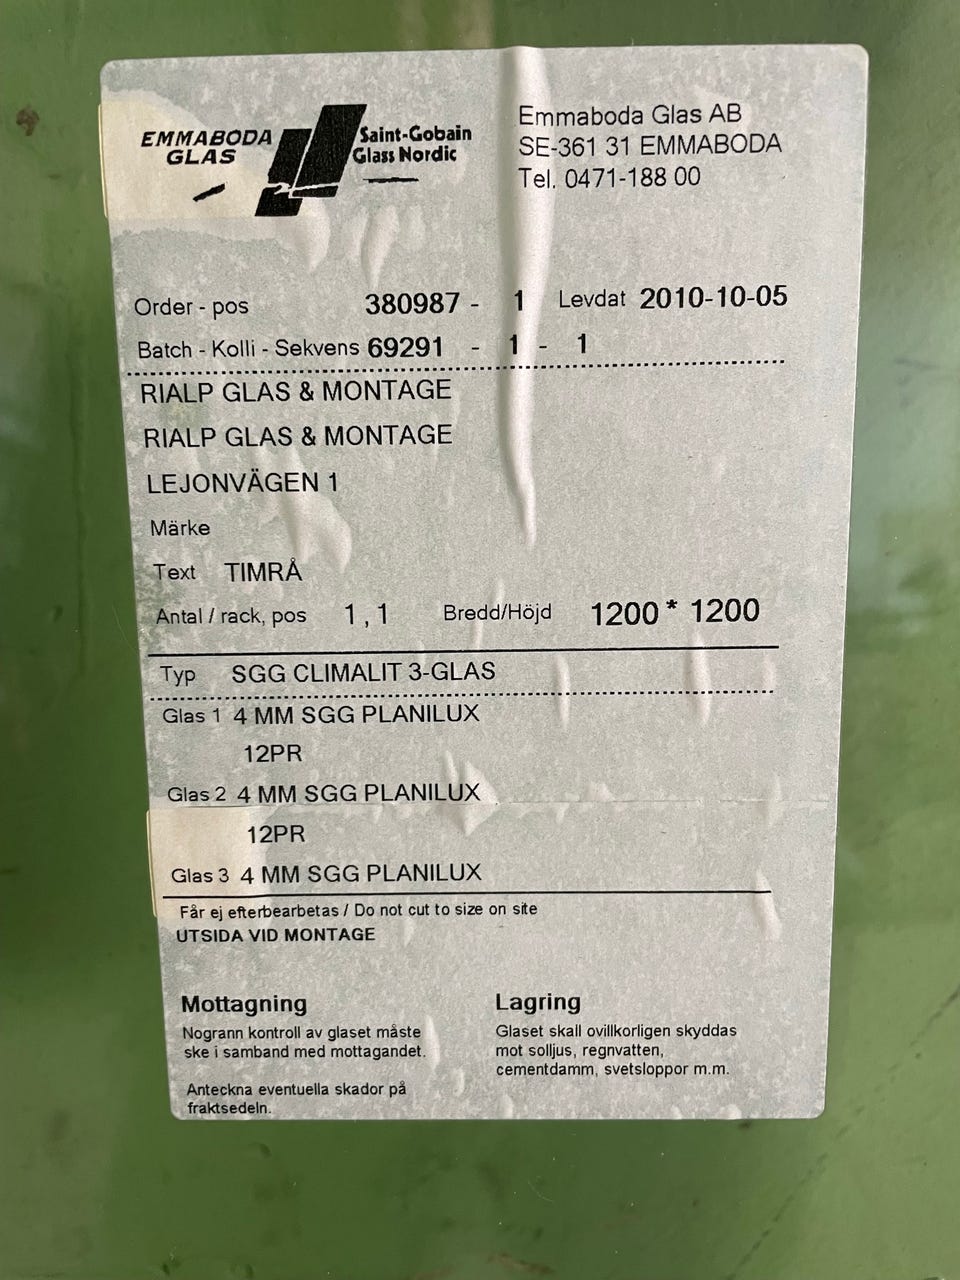 EMMABODA
GLAS
Saint-Gobain
Glass Nordic
Emmaboda Glas AB
SE-361 31 EMMABODA
Tel. 0471-188 00
Order - pos 380987 - 1 Levdat 2010-10-05
Batch - Kolli - Sekvens 69291 - 1 - 1
RIALP GLAS & MONTAGE
RIALP GLAS & MONTAGE
LEJONVÄGEN 1
Märke
Text TIMRÅ
Antal / rack, pos 1 , 1 Bredd/Höjd 1200 * 1200
Typ SGG CLIMALIT 3-GLAS
Glas 1 4 MM SGG PLANILUX
12PR
Glas 2 4 MM SGG PLANILUX
12PR
Glas 3 4 MM SGG PLANILUX
Får ej efterbearbetas / Do not cut to size on site
UTSIDA VID MONTAGE
Mottagning
Nogrann kontroll av glaset måste
ske i samband med mottagandet.
Anteckna eventuella skador på
fraktsedeln.
Lagring
Glaset skall ovillkorligen skyddas
mot solljus, regnvatten,
cementdamm, svetsloppor m.m.